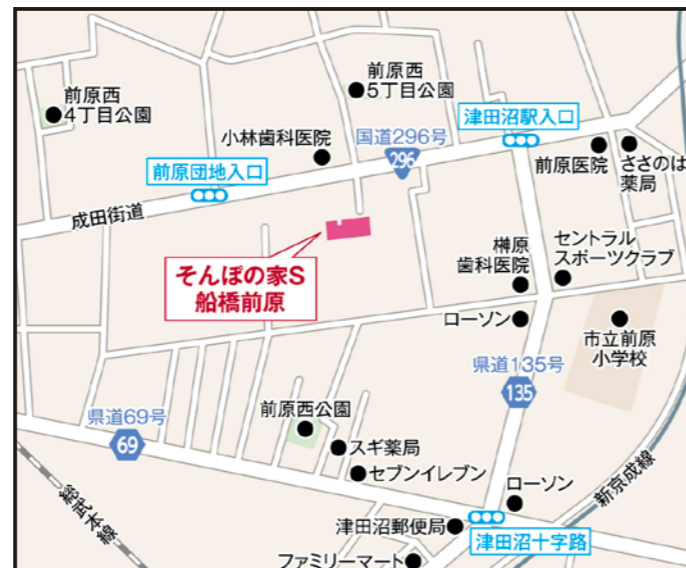 前原西
5丁目公園
前原西
4丁目公園
津田沼駅入口
小林歯科医院
国道296号
296
前原医院
ささのは
薬局
前原団地入口
成田街道
榊原
歯科医院
セントラル
スポーツクラブ
そんぽの家S
船橋前原
ローソン
市立前原
小学校
県道135号
135
県道69号
69
前原西公園
スギ薬局
セブンイレブン
ローソン
新京成線
総武本線
津田沼郵便局
津田沼十字路
ファミリーマート